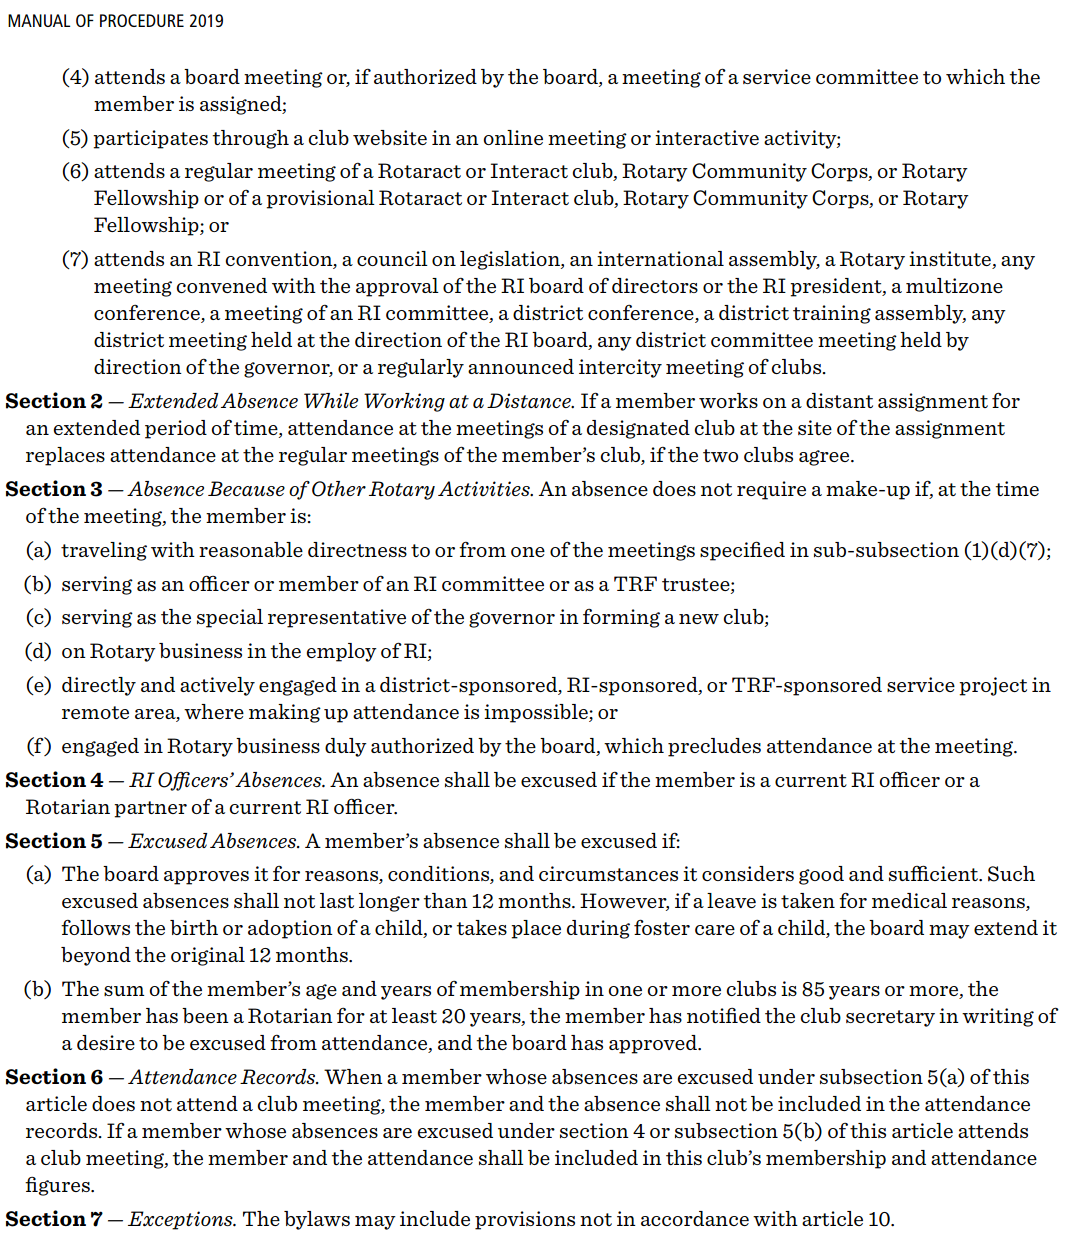 MANUAL OF PROCEDURE 2019
(4) attends a board meeting or, if authorized by the board, a meeting of a service committee to which the
member is assigned;
(5) participates through a club website in an online meeting or interactive activity;
(6) attends a regular meeting of a Rotaract or Interact club, Rotary Community Corps, or Rotary
Fellowship or of a provisional Rotaract or Interact club, Rotary Community Corps, or Rotary
Fellowship; or
(7) attends an RI convention, a council on legislation, an international assembly, a Rotary institute, any
meeting convened with the approval of the RI board of directors or the RI president, a multizone
conference, a meeting of an RI committee, a district conference, a district training assembly, any
district meeting held at the direction of the RI board, any district committee meeting held by
direction of the governor, or a regularly announced intercity meeting of clubs.
Section 2 — Extended Absence While Working at a Distance. If a member works on a distant assignment for
an extended period of time, attendance at the meetings of a designated club at the site of the assignment
replaces attendance at the regular meetings of the member's club, if the two clubs agree.
Section 3 — Absence Because of Other Rotary Activities. An absence does not require a make-up if, at the time
of the meeting, the member is:
(a) traveling with reasonable directness to or from one of the meetings specified in sub-subsection (1)(d)(7);
(b) serving as an officer or member of an RI committee or as a TRF trustee;
(c) serving as the special representative of the governor in forming a new club;
(d) on Rotary business in the employ of RI;
(e) directly and actively engaged in a district-sponsored, RI-sponsored, or TRF-sponsored service project in
remote area, where making up attendance is impossible; or
(f) engaged in Rotary business duly authorized by the board, which precludes attendance at the meeting.
Section 4 — RI Officers' Absences. An absence shall be excused if the member is a current RI officer or a
Rotarian partner of a current RI officer.
Section 5 — Excused Absences. A member's absence shall be excused if:
(a) The board approves it for reasons, conditions, and circumstances it considers good and sufficient. Such
excused absences shall not last longer than 12 months. However, if a leave is taken for medical reasons,
follows the birth or adoption of a child, or takes place during foster care of a child, the board may extend it
beyond the original 12 months.
(b) The sum of the member's age and years of membership in one or more clubs is 85 years or more, the
member has been a Rotarian for at least 20 years, the member has notified the club secretary in writing of
a desire to be excused from attendance, and the board has approved.
Section 6 — Attendance Records. When a member whose absences are excused under subsection 5(a) of this
article does not attend a club meeting, the member and the absence shall not be included in the attendance
records. If a member whose absences are excused under section 4 or subsection 5(b) of this article attends
a club meeting, the member and the attendance shall be included in this club's membership and attendance
figures.
Section 7 — Exceptions. The bylaws may include provisions not in accordance with article 10.